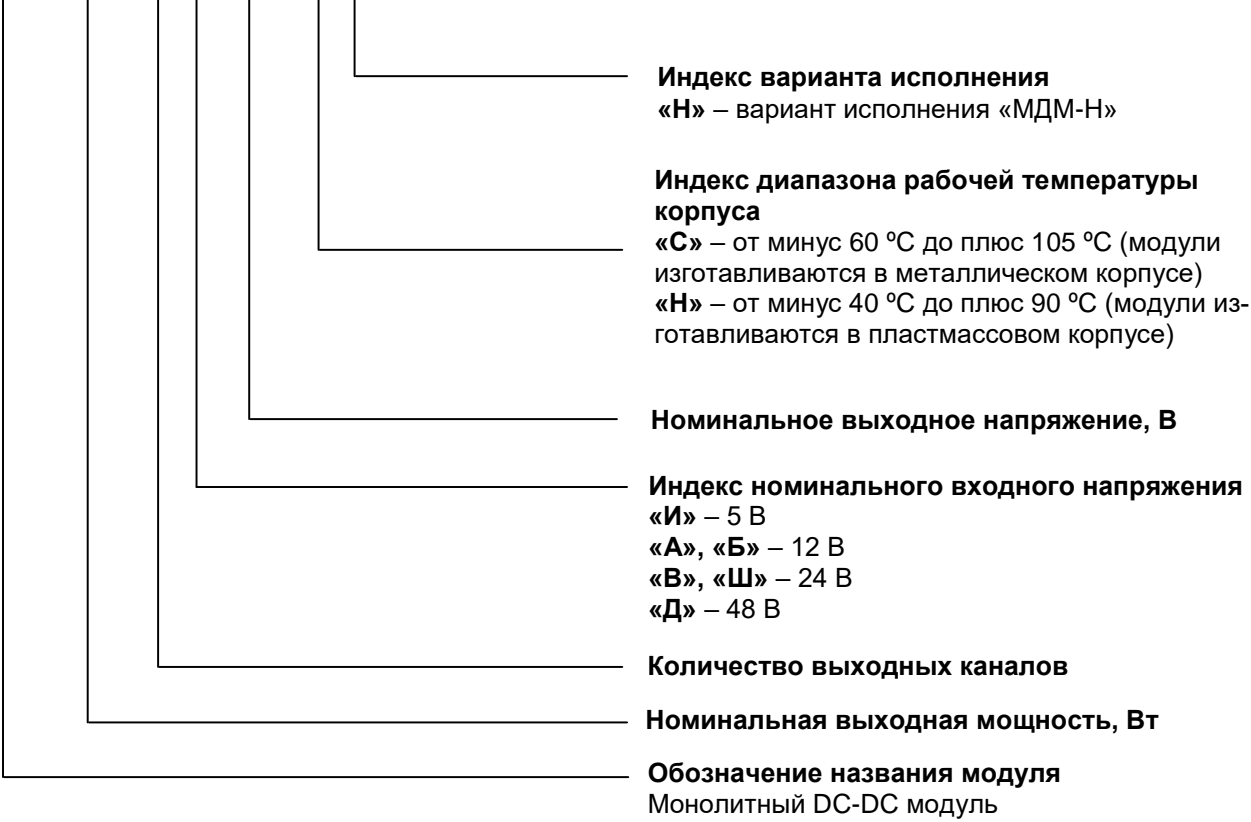 Индекс варианта исполнения
«Н» – вариант исполнения «МДМ-Н»
Индекс диапазона рабочей температуры
корпуса
«С» – от минус 60 ºС до плюс 105 ºС (модули
изготавливаются в металлическом корпусе)
«Н» – от минус 40 ºС до плюс 90 ºС (модули из-
готавливаются в пластмассовом корпусе)
Номинальное выходное напряжение, В
Индекс номинального входного напряжения
«И» – 5 В
«А», «Б» – 12 В
«В», «Ш» – 24 В
«Д» – 48 В
Количество выходных каналов
Номинальная выходная мощность, Вт
Обозначение названия модуля
Монолитный DC-DC модуль